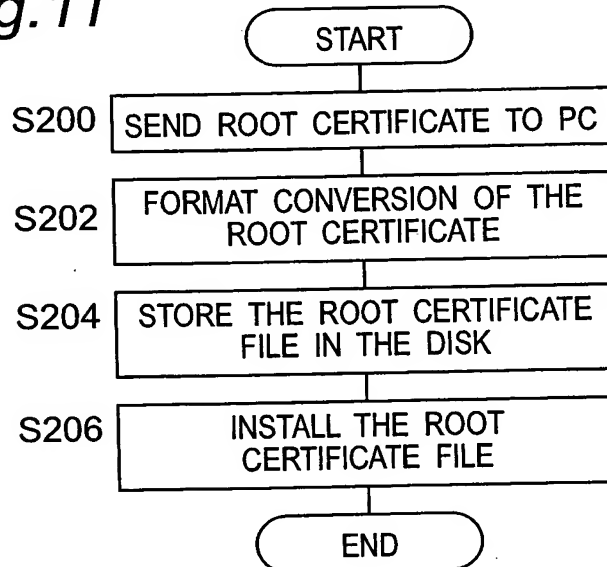 g.11
START
S200 SEND ROOT CERTIFICATE TO PC
S202 FORMAT CONVERSION OF THE
ROOT CERTIFICATE
S204 STORE THE ROOT CERTIFICATE
FILE IN THE DISK
S206 INSTALL THE ROOT
CERTIFICATE FILE
END